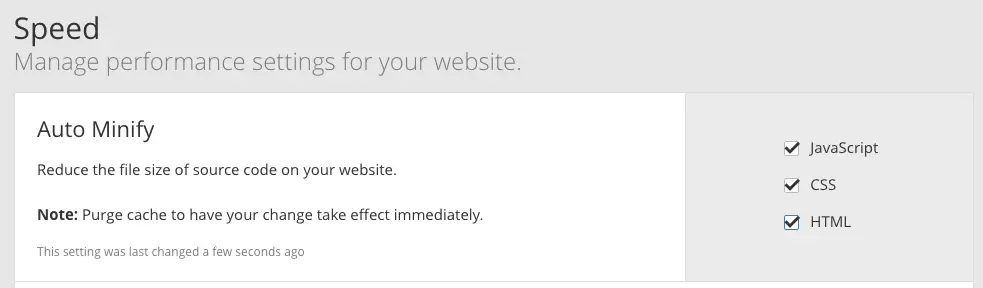 Speed
Manage performance settings for your website.
Auto Minify
Reduce the file size of source code on your website.
Note: Purge cache to have your change take effect immediately.
This setting was last changed a few seconds ago
JavaScript
CSS
HTML